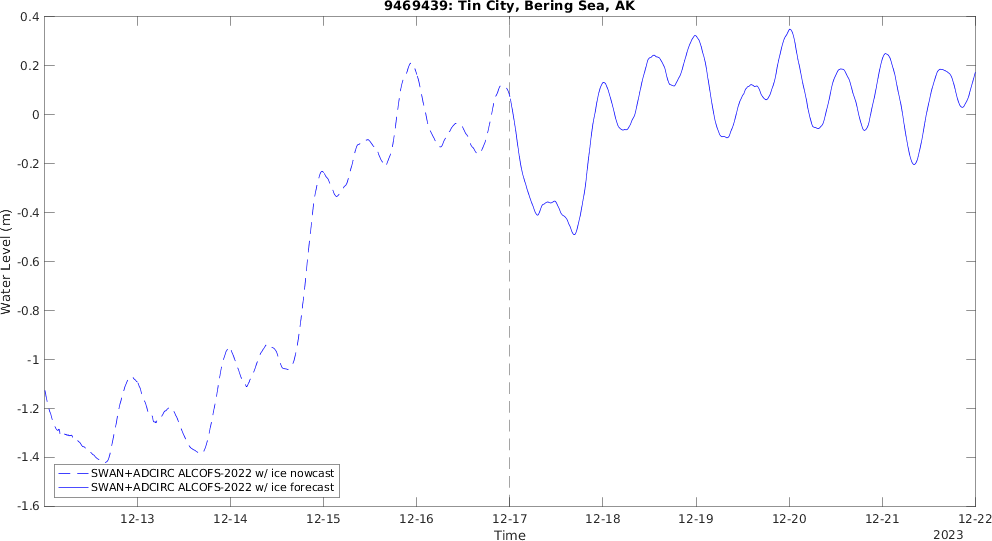 9469439: Tin City, Bering Sea, AK
Water Level (m)
0.4
0.2
0
-0.2
-0.4
-0.6
-0.8
-1
-1.2
-1.4
-1.6
SWAN+ADCIRC ALCOFS-2022 w/ ice nowcast
SWAN+ADCIRC ALCOFS-2022 w/ ice forecast
12-13 12-14 12-15 12-16 12-17 12-18 12-19 12-20 12-21 12-22
Time
2023